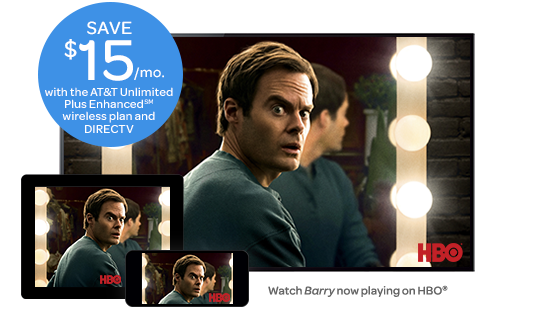 SAVE
$15/mo.
with the AT&T Unlimited
Plus Enhanced℠
wireless plan and
DIRECTV
HBO
HBO
HBO
Watch Barry now playing on HBO®